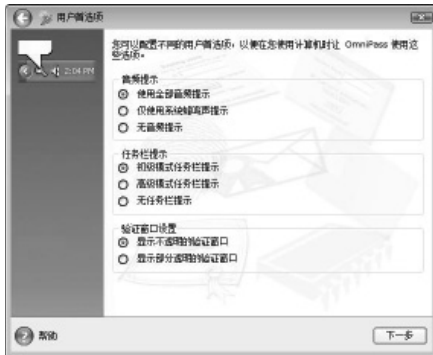 用户首选项
您可以配置不同的用户首选项，以便在您使用计算机时让 OmniPass 使用这
些选项。
2:04 PM
音频提示
使用全部音频提示
仅使用系统蜂鸣声提示
无音频提示
任务栏提示
初级模式任务栏提示
高级模式任务栏提示
无任务栏提示
验证窗口设置
显示不透明的验证窗口
显示部分透明的验证窗口
帮助
下一步